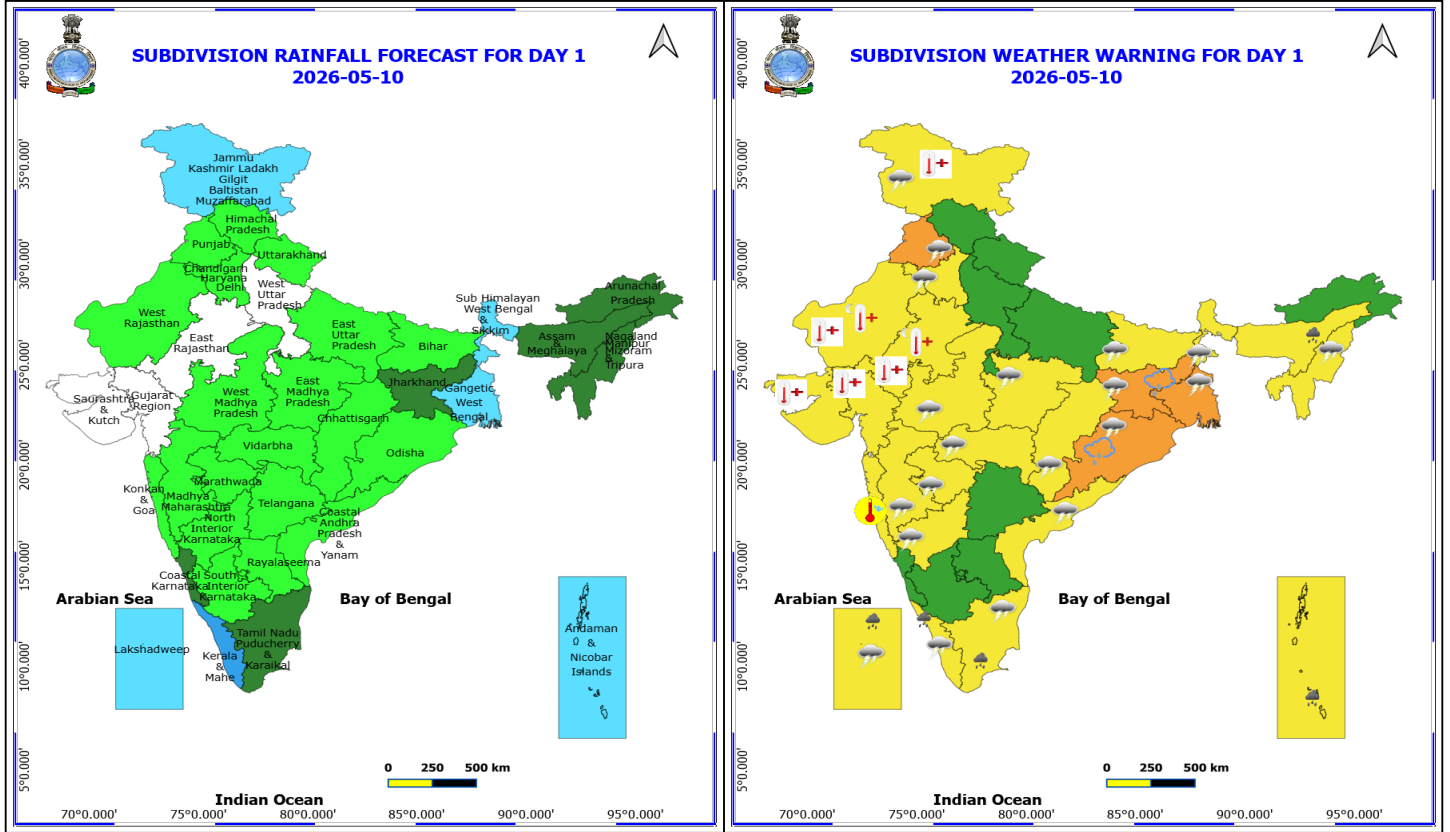 SUBDIVISION RAINFALL FORECAST FOR DAY 1
2026-05-10
40°0.000'
35°0.000'
30°0.000'
25°0.000'
20°0.000'
15°0.000'
10°0.000'
5°0.000'
Jammu
Kashmir Ladakh
Gilgit
Baltistan
Muzaffarabad
Himachal
Pradesh
Punjab
Uttarakhand
Chandigarh
Haryana
Delhi
West
Uttar
Pradesh
West
Rajasthan
East
Rajasthan
East
Uttar
Pradesh
Bihar
Sub Himalayan
West Bengal
&
Sikkim
Arunachal
Pradesh
Assam
&
Meghalaya
Nagaland
Manipur
Mizoram
&
Tripura
Jharkhand
Gangetic
West
Bengal
Saurashtra
&
Kutch
Gujarat
Region
West
Madhya
Pradesh
East
Madhya
Pradesh
Chhattisgarh
Vidarbha
Odisha
Konkan
&
Goa
Marathwada
Madhya
Maharashtra
Telangana
North
Interior
Karnataka
Coastal
Andhra
Pradesh
&
Yanam
Rayalaseema
Coastal
Karnataka
South
Interior
Karnataka
Arabian Sea
Bay of Bengal
Lakshadweep
Kerala
&
Mahe
Tamil Nadu
Puducherry
&
Karaikal
Andaman
&
Nicobar
Islands
0 250 500 km
Indian Ocean
70°0.000' 75°0.000' 80°0.000' 85°0.000' 90°0.000' 95°0.000'
SUBDIVISION WEATHER WARNING FOR DAY 1
2026-05-10
40°0.000'
35°0.000'
30°0.000'
25°0.000'
20°0.000'
15°0.000'
10°0.000'
5°0.000'
Arabian Sea
Bay of Bengal
0 250 500 km
Indian Ocean
70°0.000' 75°0.000' 80°0.000' 85°0.000' 90°0.000' 95°0.000'